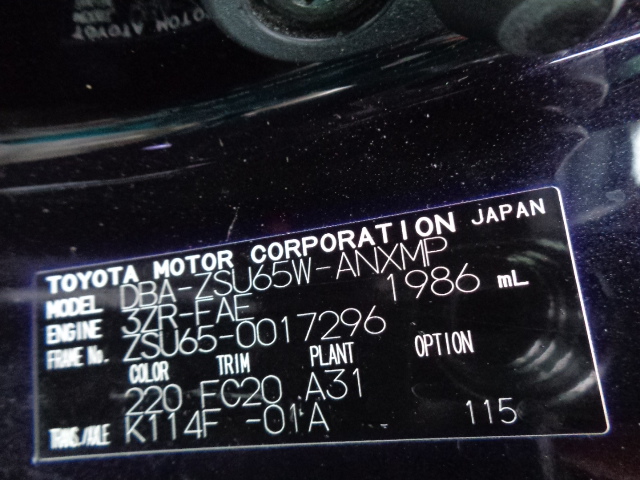 TOYOTA MOTOR CORPORATION JAPAN
MODEL DBA-ZSU65W-ANXMP
ENGINE 3ZR-FAE 1986 mL
FRAME No. ZSU65-0017296
COLOR TRIM PLANT OPTION
220 FC20 A31
TRANS./AXLE K114F -01A 115